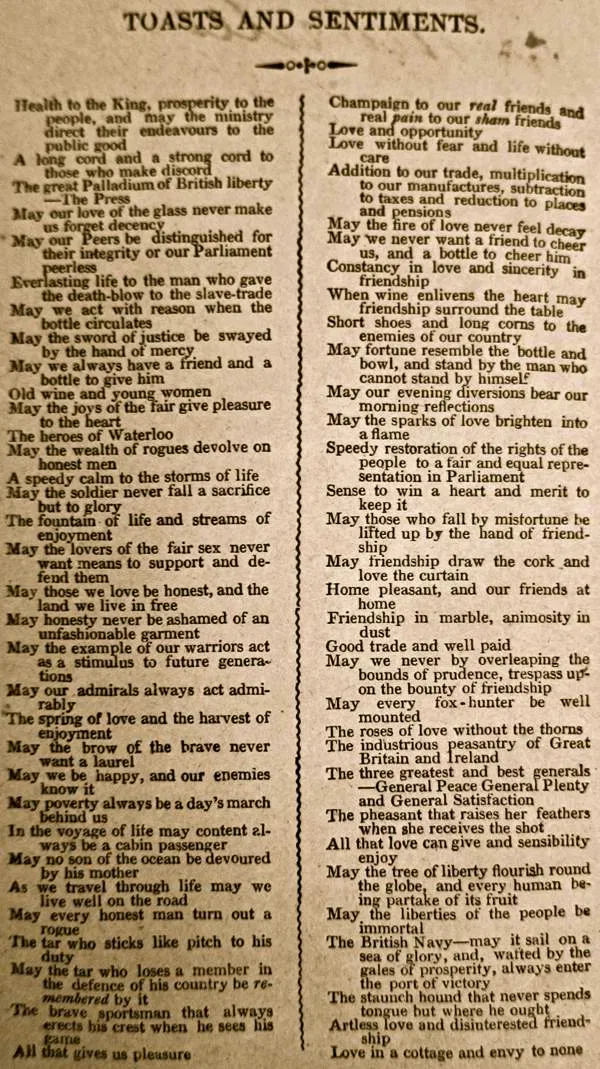 TOASTS AND SENTIMENTS.
Health to the King, prosperity to the
people, and may the ministry
direct their endeavours to the
public good
A long cord and a strong cord to
those who make discord
The great Palladium of British liberty
—The Press
May our love of the glass never make
us forget decency
May our Peers be distinguished for
their integrity or our Parliament
peerless
Everlasting life to the man who gave
the death-blow to the slave-trade
May we act with reason when the
bottle circulates
May the sword of justice be swayed
by the hand of mercy
May we always have a friend and a
bottle to give him
Old wine and young women
May the joys of the fair give pleasure
to the heart
The heroes of Waterloo
May the wealth of rogues devolve on
honest men
A speedy calm to the storms of life
May the soldier never fall a sacrifice
but to glory
The fountain of life and streams of
enjoyment
May the lovers of the fair sex never
want means to support and de-
fend them
May those we love be honest, and the
land we live in free
May honesty never be ashamed of an
unfashionable garment
May the example of our warriors act
as a stimulus to future genera-
tions
May our admirals always act admi-
rably
The spring of love and the harvest of
enjoyment
May the brow of the brave never
want a laurel
May we be happy, and our enemies
know it
May poverty always be a day's march
behind us
In the voyage of life may content al-
ways be a cabin passenger
May no son of the ocean be devoured
by his mother
As we travel through life may we
live well on the road
May every honest man turn out a
rogue
The tar who sticks like pitch to his
duty
May the tar who loses a member in
the defence of his country be re-
membered by it
The brave sportsman that always
erects his crest when he sees his
game
All that gives us pleasure
Champaign to our real friends and
real pain to our sham friends
Love and opportunity
Love without fear and life without
care
Addition to our trade, multiplication
to our manufactures, subtraction
to taxes and reduction to places
and pensions
May the fire of love never feel decay
May we never want a friend to cheer
us, and a bottle to cheer him
Constancy in love and sincerity in
friendship
When wine enlivens the heart may
friendship surround the table
Short shoes and long corns to the
enemies of our country
May fortune resemble the bottle and
bowl, and stand by the man who
cannot stand by himself
May our evening diversions bear our
morning reflections
May the sparks of love brighten into
a flame
Speedy restoration of the rights of the
people to a fair and equal repre-
sentation in Parliament
Sense to win a heart and merit to
keep it
May those who fall by misfortune be
lifted up by the hand of friend-
ship
May friendship draw the cork and
love the curtain
Home pleasant, and our friends at
home
Friendship in marble, animosity in
dust
Good trade and well paid
May we never by overleaping the
bounds of prudence, trespass up-
on the bounty of friendship
May every fox-hunter be well
mounted
The roses of love without the thorns
The industrious peasantry of Great
Britain and Ireland
The three greatest and best generals
—General Peace General Plenty
and General Satisfaction
The pheasant that raises her feathers
when she receives the shot
All that love can give and sensibility
enjoy
May the tree of liberty flourish round
the globe, and every human be-
ing partake of its fruit
May the liberties of the people be
immortal
The British Navy—may it sail on a
sea of glory, and, wafted by the
gales of prosperity, always enter
the port of victory
The staunch hound that never spends
tongue but where he ought
Artless love and disinterested friend-
ship
Love in a cottage and envy to none